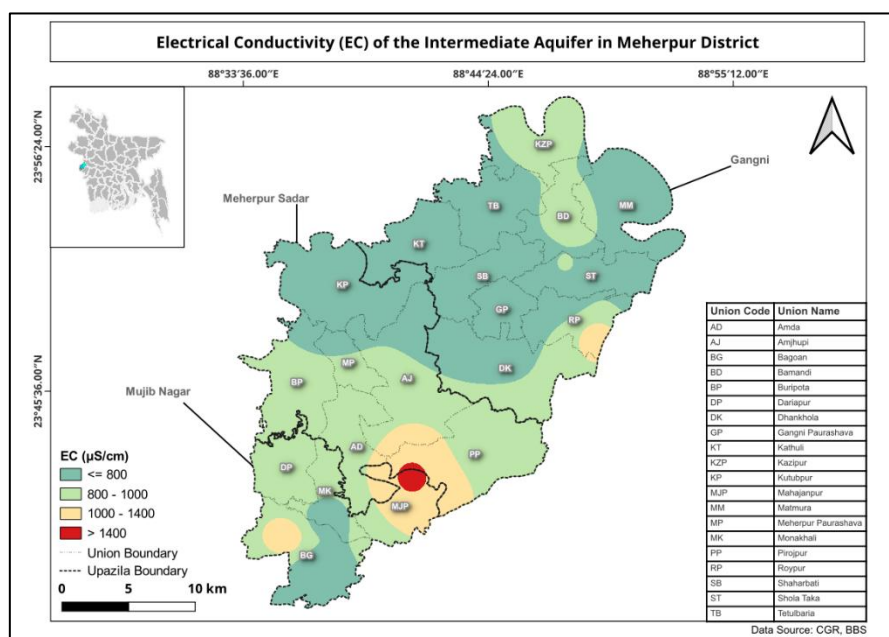 Electrical Conductivity (EC) of the Intermediate Aquifer in Meherpur District
88°33'36.00"E 88°44'24.00"E 88°55'12.00"E
23°56'24.00"N
23°45'36.00"N
KZP
Gangni
TB
MM
BD
Meherpur Sadar
KT
SB
ST
KP
GP
RP
MP
DK
AJ
BP
Mujib Nagar
AD
PP
DP
MK
MJP
BG
EC (µS/cm)
<= 800
800 - 1000
1000 - 1400
> 1400
Union Boundary
Upazila Boundary
0 5 10 km
Union Code Union Name
AD Amda
AJ Amjhupi
BG Bagoan
BD Bamandi
BP Buripota
DP Dariapur
DK Dhankhola
GP Gangni Paurashava
KT Kathuli
KZP Kazipur
KP Kutubpur
MJP Mahajanpur
MM Matmura
MP Meherpur Paurashava
MK Monakhali
PP Pirojpur
RP Roypur
SB Shaharbati
ST Shola Taka
TB Tetulbaria
Data Source: CGR, BBS